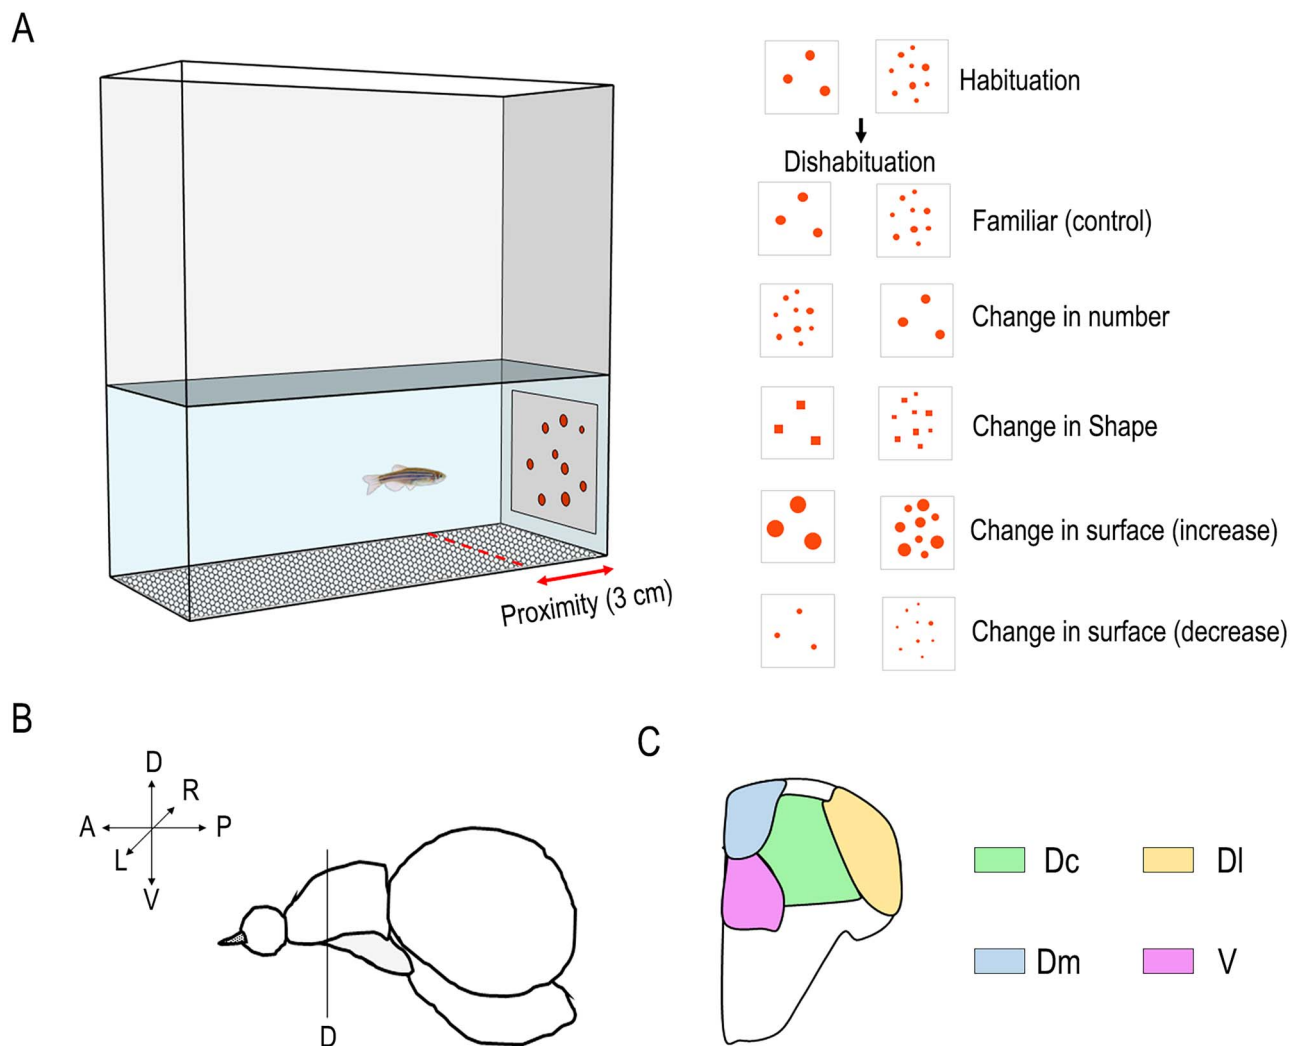 A
Habituation
Dishabituation
Familiar (control)
Change in number
Change in Shape
Change in surface (increase)
Change in surface (decrease)
Proximity (3 cm)
B
D
R
A
P
L
V
D
C
Dc
Dl
Dm
V